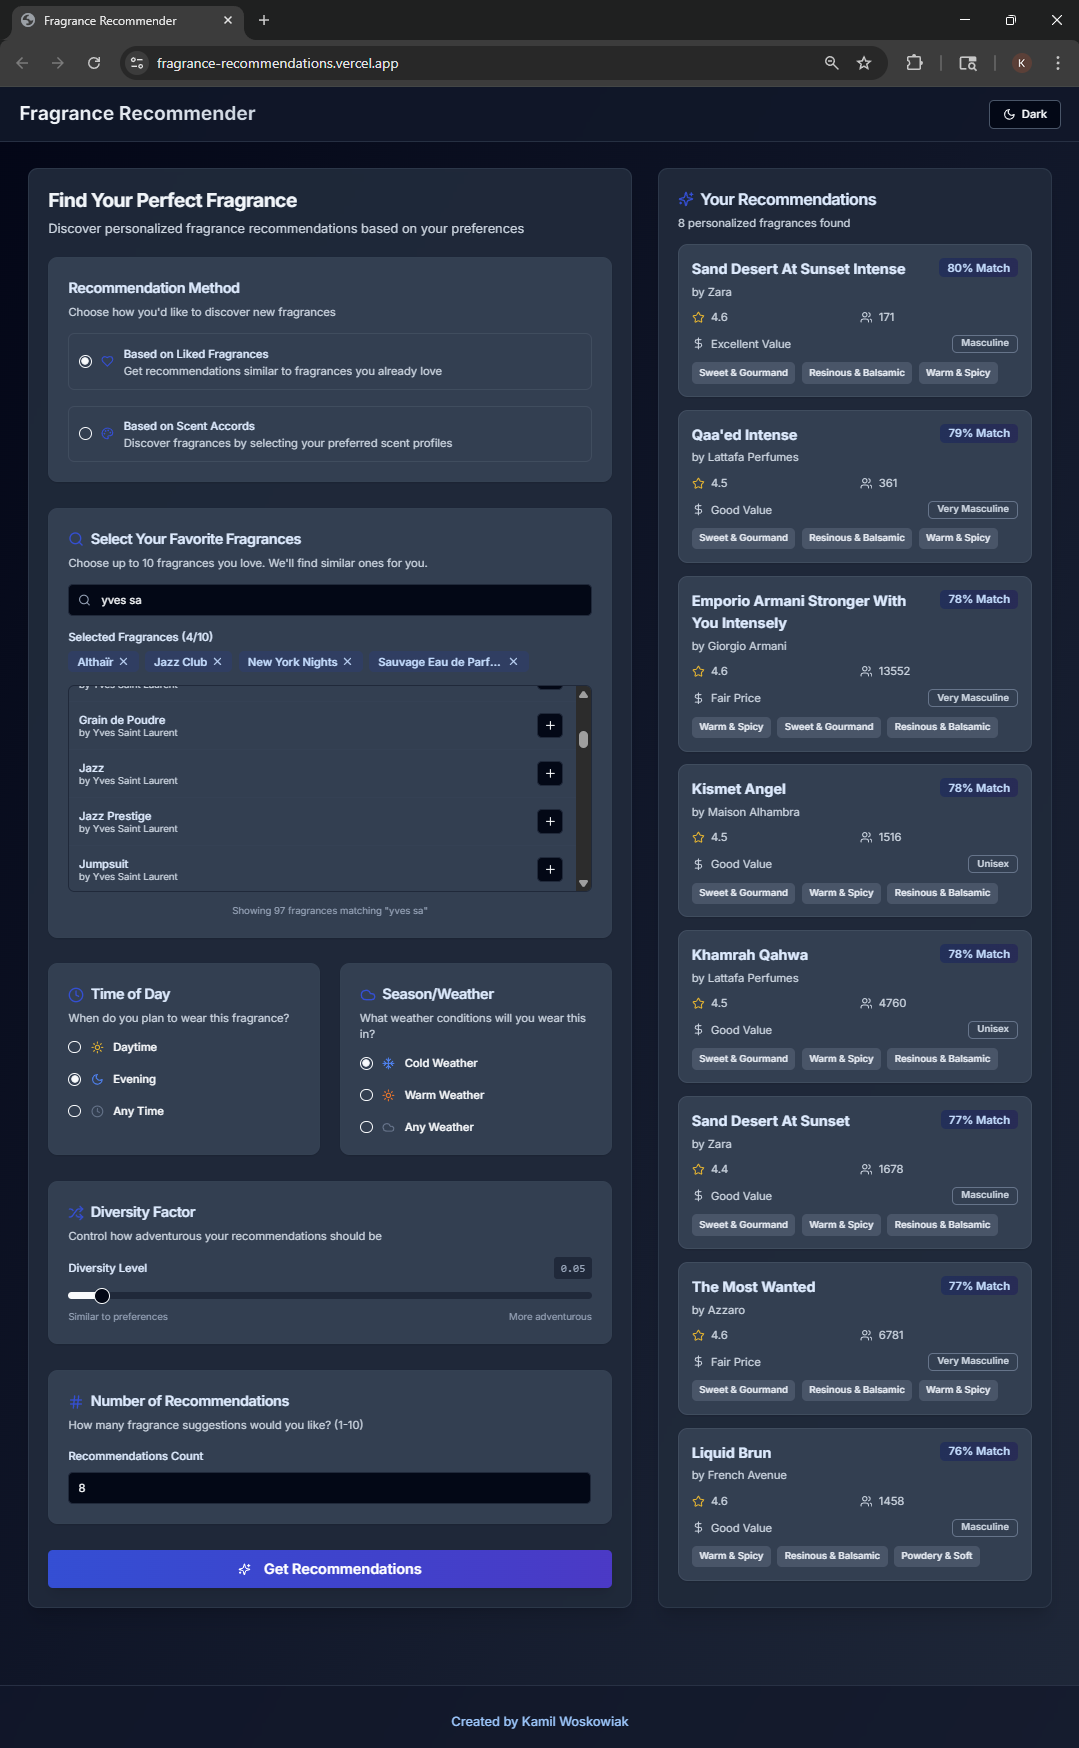 Fragrance Recommender
fragrance-recommendations.vercel.app
K
Fragrance Recommender
Dark
Find Your Perfect Fragrance
Discover personalized fragrance recommendations based on your preferences
Recommendation Method
Choose how you'd like to discover new fragrances
Based on Liked Fragrances
Get recommendations similar to fragrances you already love
Based on Scent Accords
Discover fragrances by selecting your preferred scent profiles
Select Your Favorite Fragrances
Choose up to 10 fragrances you love. We'll find similar ones for you.
yves sa
Selected Fragrances (4/10)
Althaïr Jazz Club New York Nights Sauvage Eau de Parf...
by Yves Saint Laurent
Grain de Poudre
by Yves Saint Laurent
Jazz
by Yves Saint Laurent
Jazz Prestige
by Yves Saint Laurent
Jumpsuit
by Yves Saint Laurent
Showing 97 fragrances matching "yves sa"
Time of Day
When do you plan to wear this fragrance?
Daytime
Evening
Any Time
Season/Weather
What weather conditions will you wear this
in?
Cold Weather
Warm Weather
Any Weather
Diversity Factor
Control how adventurous your recommendations should be
Diversity Level 0.05
Similar to preferences More adventurous
# Number of Recommendations
How many fragrance suggestions would you like? (1-10)
Recommendations Count
8
Get Recommendations
Your Recommendations
8 personalized fragrances found
Sand Desert At Sunset Intense 80% Match
by Zara
4.6 171
$ Excellent Value Masculine
Sweet & Gourmand Resinous & Balsamic Warm & Spicy
Qaa'ed Intense 79% Match
by Lattafa Perfumes
4.5 361
$ Good Value Very Masculine
Sweet & Gourmand Resinous & Balsamic Warm & Spicy
Emporio Armani Stronger With 78% Match
You Intensely
by Giorgio Armani
4.6 13552
$ Fair Price Very Masculine
Warm & Spicy Sweet & Gourmand Resinous & Balsamic
Kismet Angel 78% Match
by Maison Alhambra
4.5 1516
$ Good Value Unisex
Sweet & Gourmand Warm & Spicy Resinous & Balsamic
Khamrah Qahwa 78% Match
by Lattafa Perfumes
4.5 4760
$ Good Value Unisex
Sweet & Gourmand Warm & Spicy Resinous & Balsamic
Sand Desert At Sunset 77% Match
by Zara
4.4 1678
$ Good Value Masculine
Sweet & Gourmand Warm & Spicy Resinous & Balsamic
The Most Wanted 77% Match
by Azzaro
4.6 6781
$ Fair Price Very Masculine
Sweet & Gourmand Resinous & Balsamic Warm & Spicy
Liquid Brun 76% Match
by French Avenue
4.6 1458
$ Good Value Masculine
Warm & Spicy Resinous & Balsamic Powdery & Soft
Created by Kamil Woskowiak